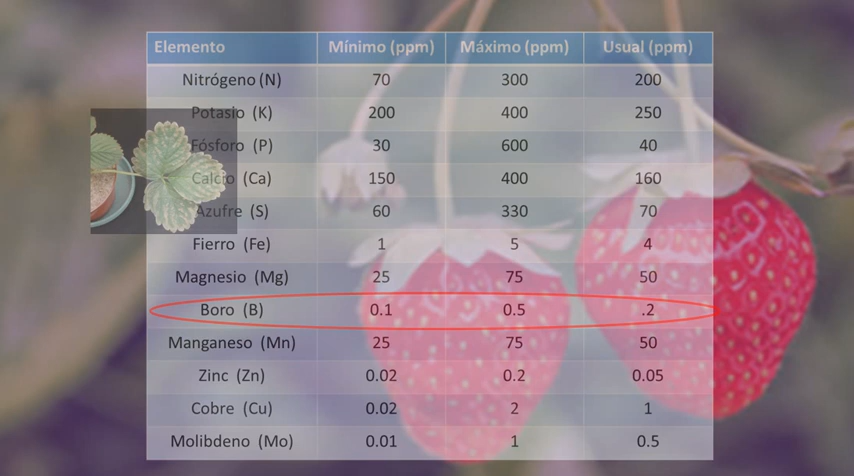 Elemento Mínimo (ppm) Máximo (ppm) Usual (ppm)
Nitrógeno (N) 70 300 200
Potasio (K) 200 400 250
Fósforo (P) 30 600 40
Calcio (Ca) 150 400 160
Azufre (S) 60 330 70
Fierro (Fe) 1 5 4
Magnesio (Mg) 25 75 50
Boro (B) 0.1 0.5 .2
Manganeso (Mn) 25 75 50
Zinc (Zn) 0.02 0.2 0.05
Cobre (Cu) 0.02 2 1
Molibdeno (Mo) 0.01 1 0.5